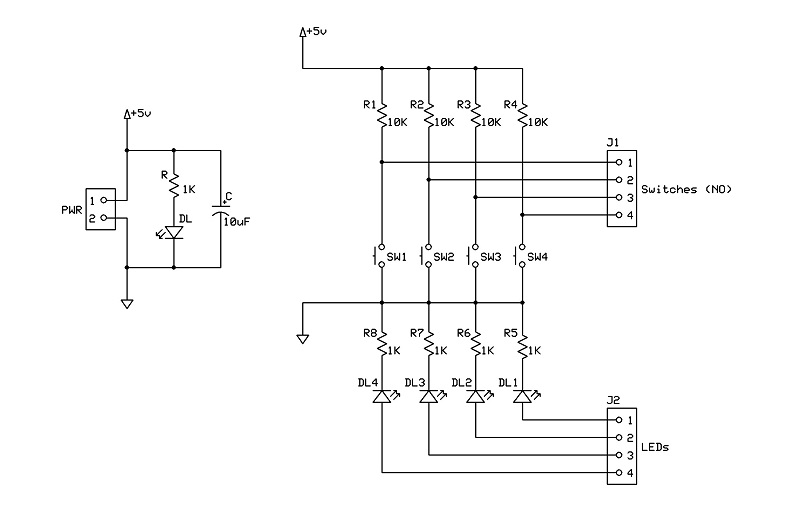 +5v
+5v
R1 R2 R3 R4
10K 10K 10K 10K
J1
1
2
3
4
Switches (NO)
R
1K
C
+
10uF
DL
PWR
1
2
SW1 SW2 SW3 SW4
R8 R7 R6 R5
1K 1K 1K 1K
DL4 DL3 DL2 DL1
J2
1
2
3
4
LEDs